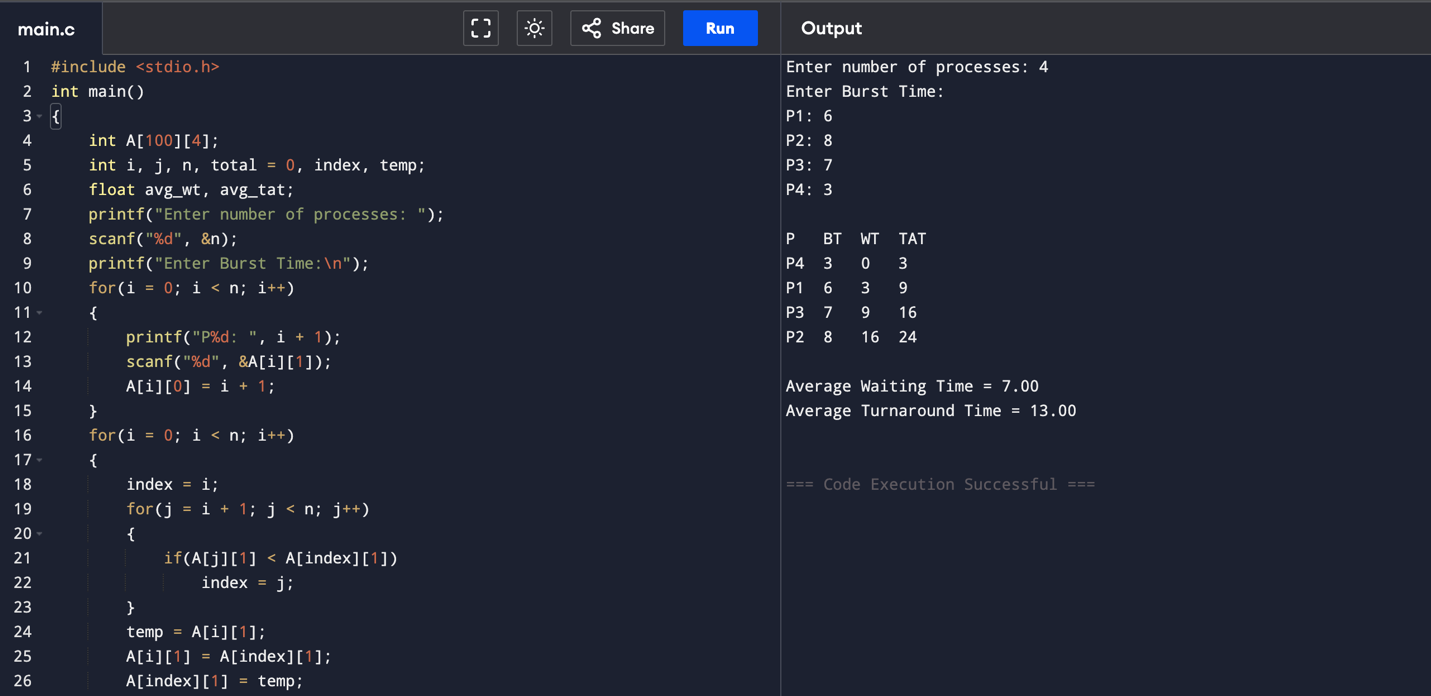 main.c
Share
Run
Output
1 #include <stdio.h>
2 int main()
3 {
4     int A[100][4];
5     int i, j, n, total = 0, index, temp;
6     float avg_wt, avg_tat;
7     printf("Enter number of processes: ");
8     scanf("%d", &n);
9     printf("Enter Burst Time:\n");
10     for(i = 0; i < n; i++)
11     {
12         printf("P%d: ", i + 1);
13         scanf("%d", &A[i][1]);
14         A[i][0] = i + 1;
15     }
16     for(i = 0; i < n; i++)
17     {
18         index = i;
19         for(j = i + 1; j < n; j++)
20         {
21             if(A[j][1] < A[index][1])
22                 index = j;
23         }
24         temp = A[i][1];
25         A[i][1] = A[index][1];
26         A[index][1] = temp;
Enter number of processes: 4
Enter Burst Time:
P1: 6
P2: 8
P3: 7
P4: 3
P   BT  WT  TAT
P4  3   0   3
P1  6   3   9
P3  7   9   16
P2  8   16  24
Average Waiting Time = 7.00
Average Turnaround Time = 13.00
=== Code Execution Successful ===